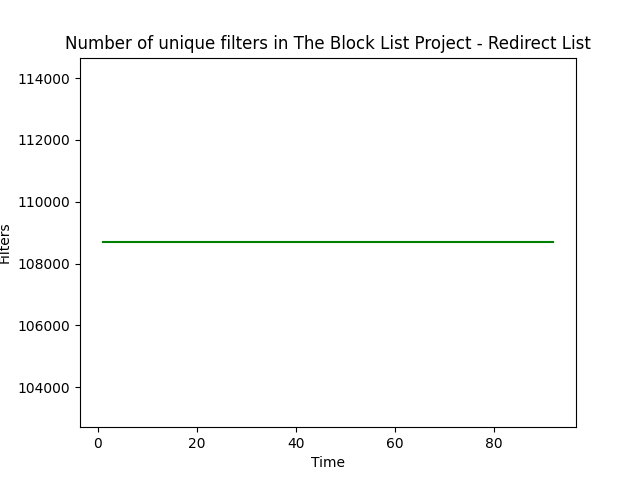 Number of unique filters in The Block List Project - Redirect List
114000
112000
110000
108000
106000
104000
Filters
0 20 40 60 80
Time